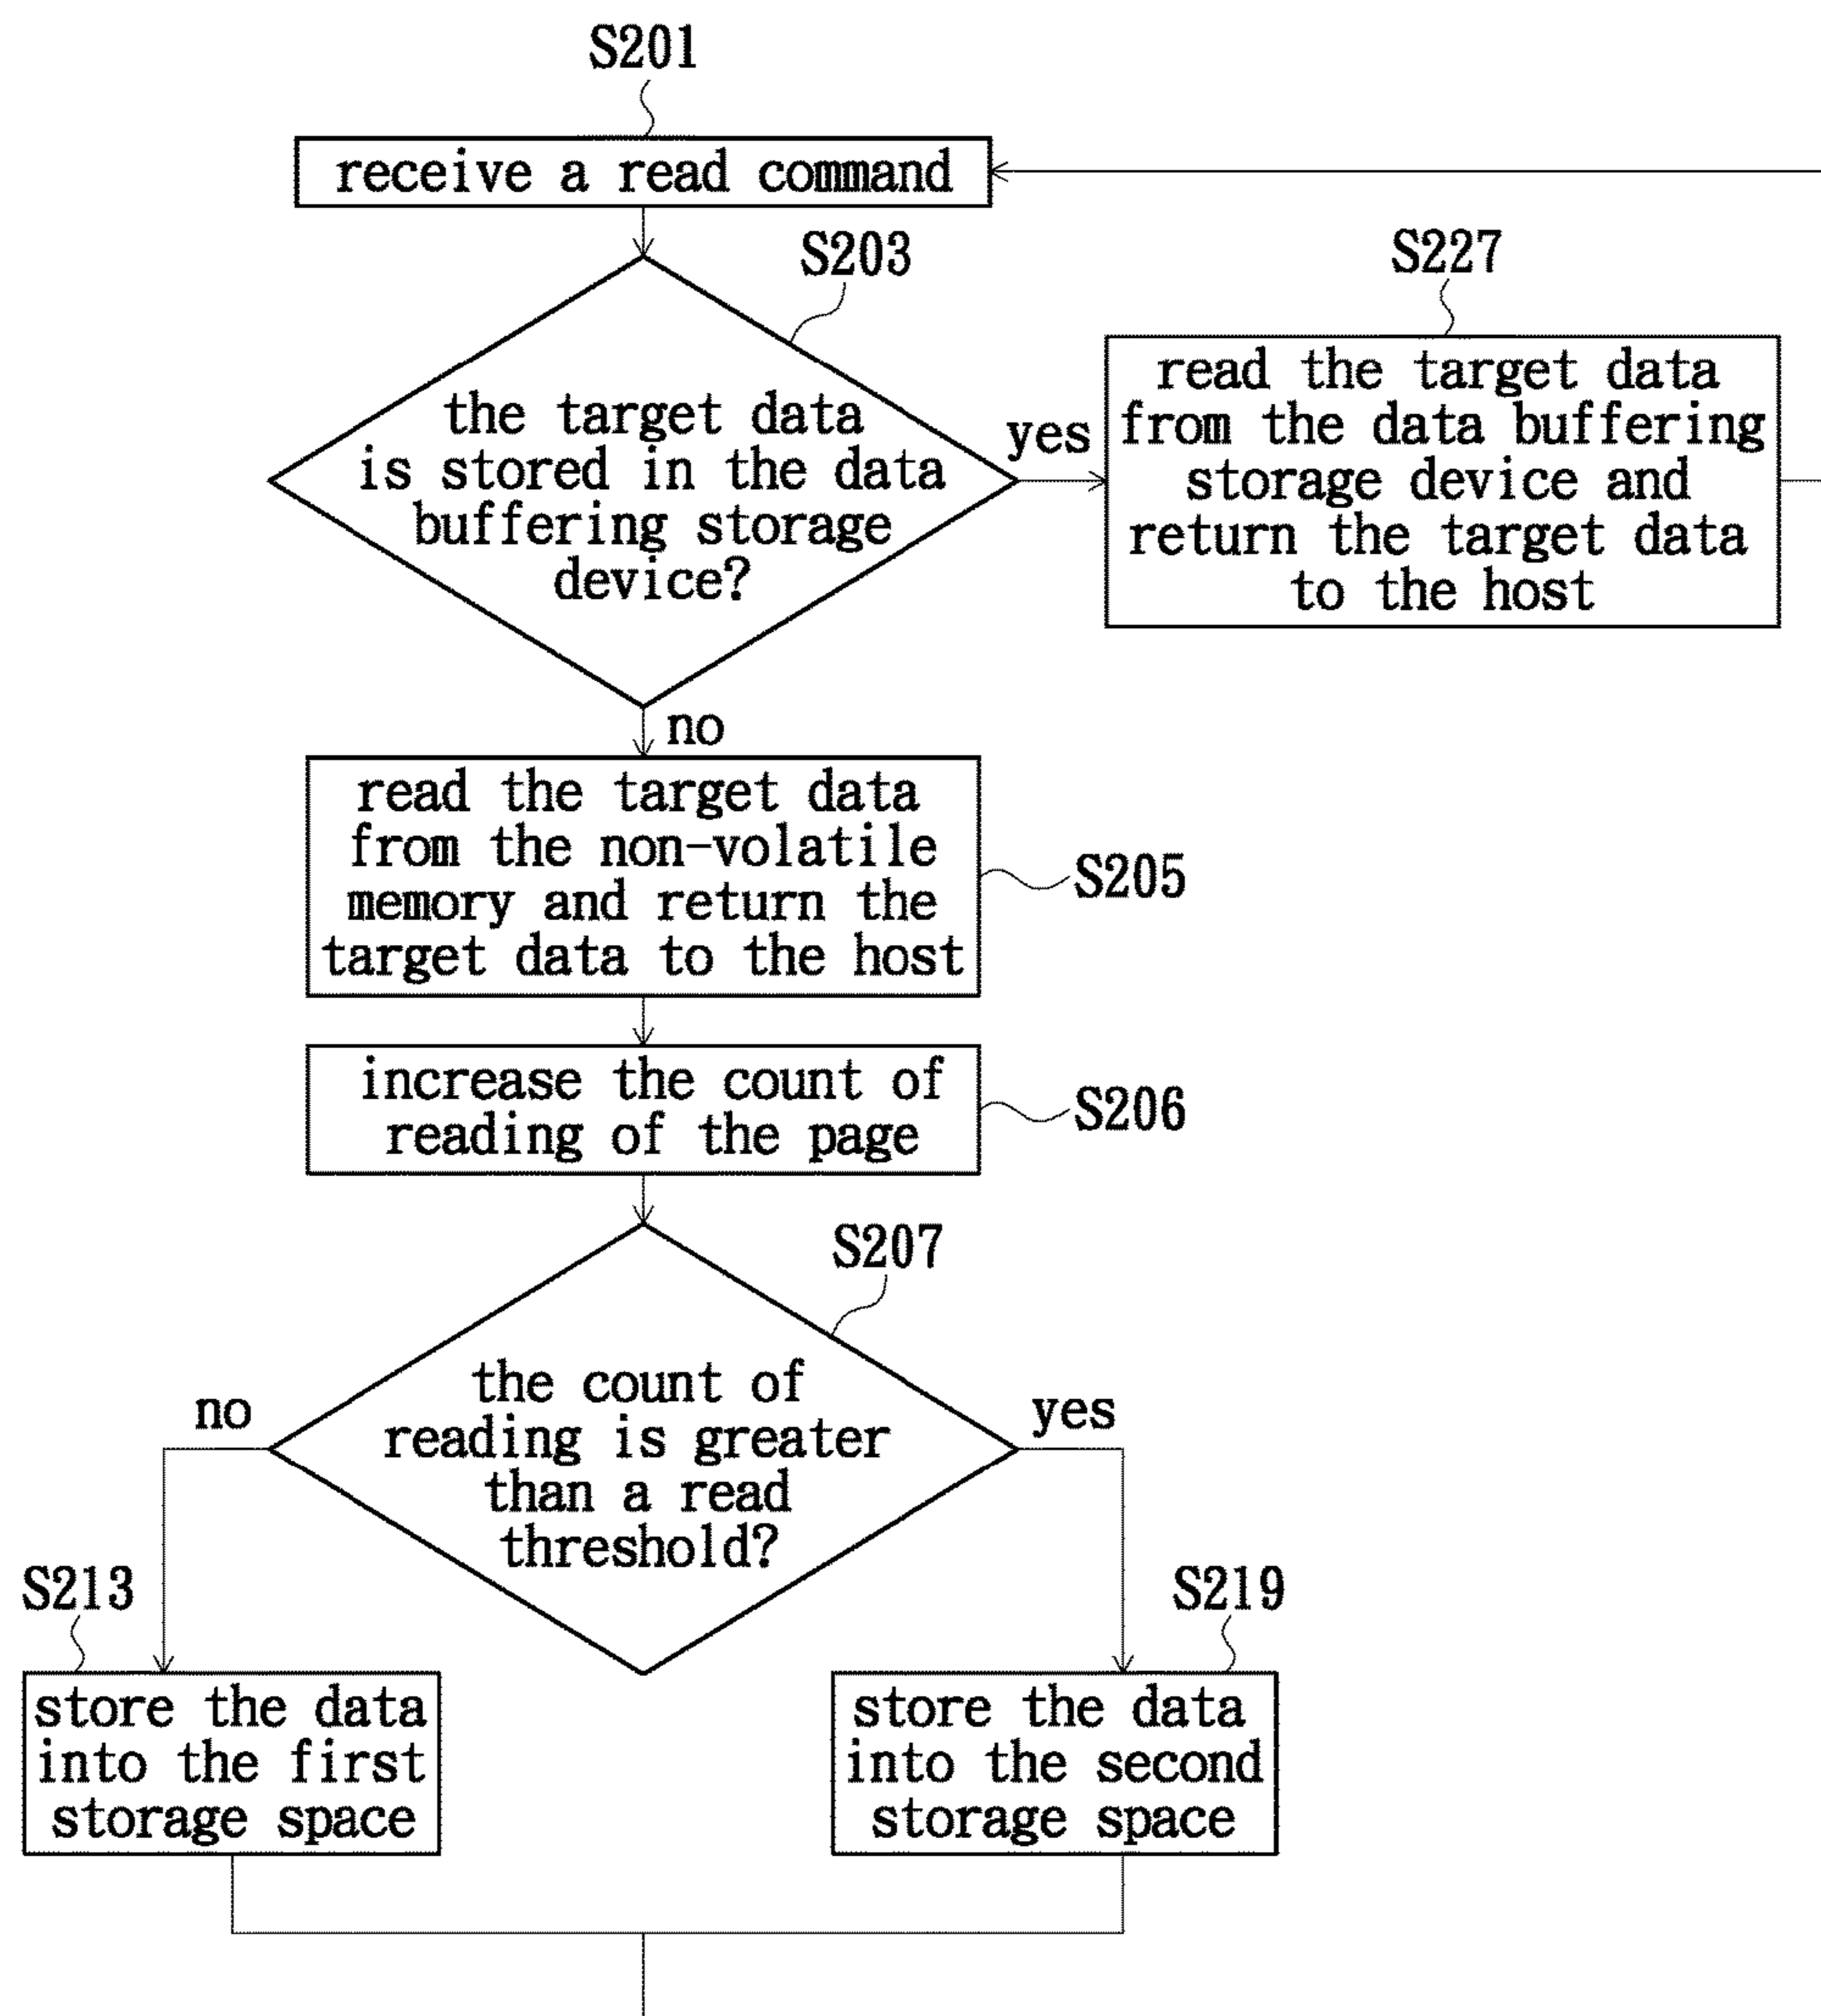 S201
receive a read command
S203
S227
the target data
is stored in the data
buffering storage
device?
yes
read the target data
from the data buffering
storage device and
return the target data
to the host
no
read the target data
from the non-volatile
memory and return the
target data to the host
S205
increase the count of
reading of the page
S206
S207
the count of
reading is greater
than a read
threshold?
no
yes
S213
S219
store the data
into the first
storage space
store the data
into the second
storage space